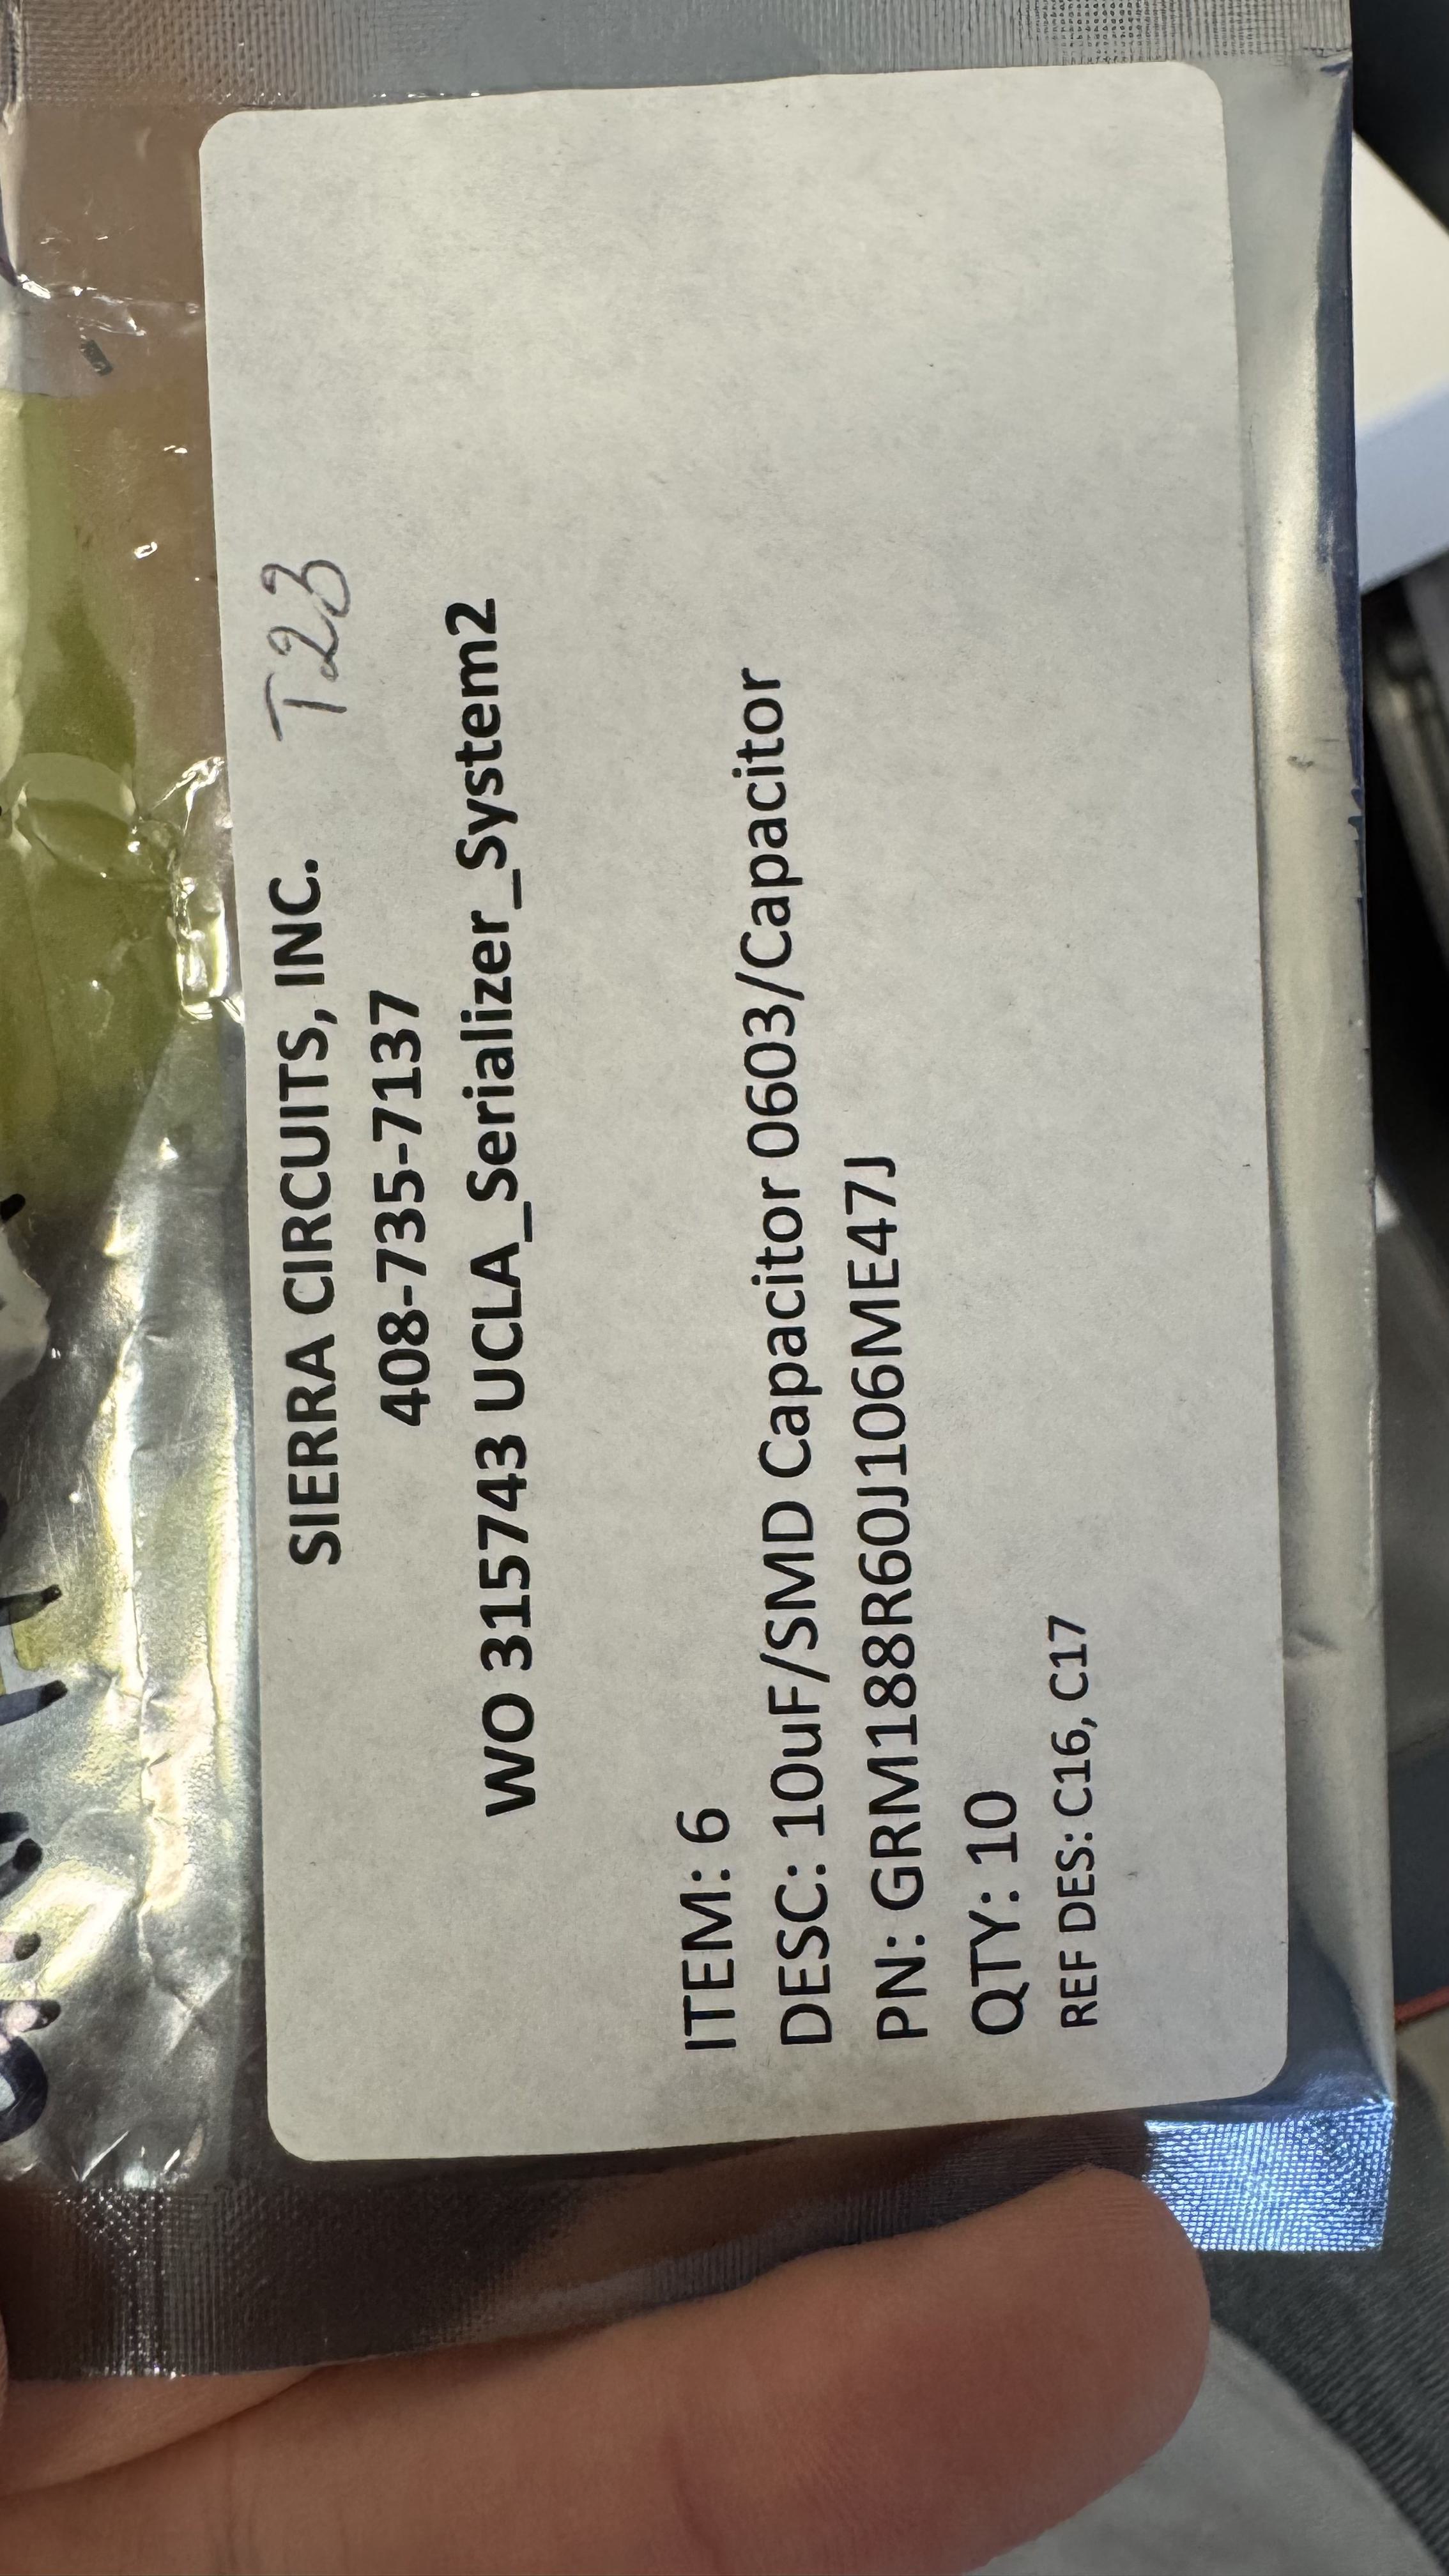 SIERRA CIRCUITS, INC. T23
408-735-7137
WO 315743 UCLA_Serializer_System2
ITEM: 6
DESC: 10uF/SMD Capacitor 0603/Capacitor
PN: GRM188R60J106ME47J
QTY: 10
REF DES: C16, C17